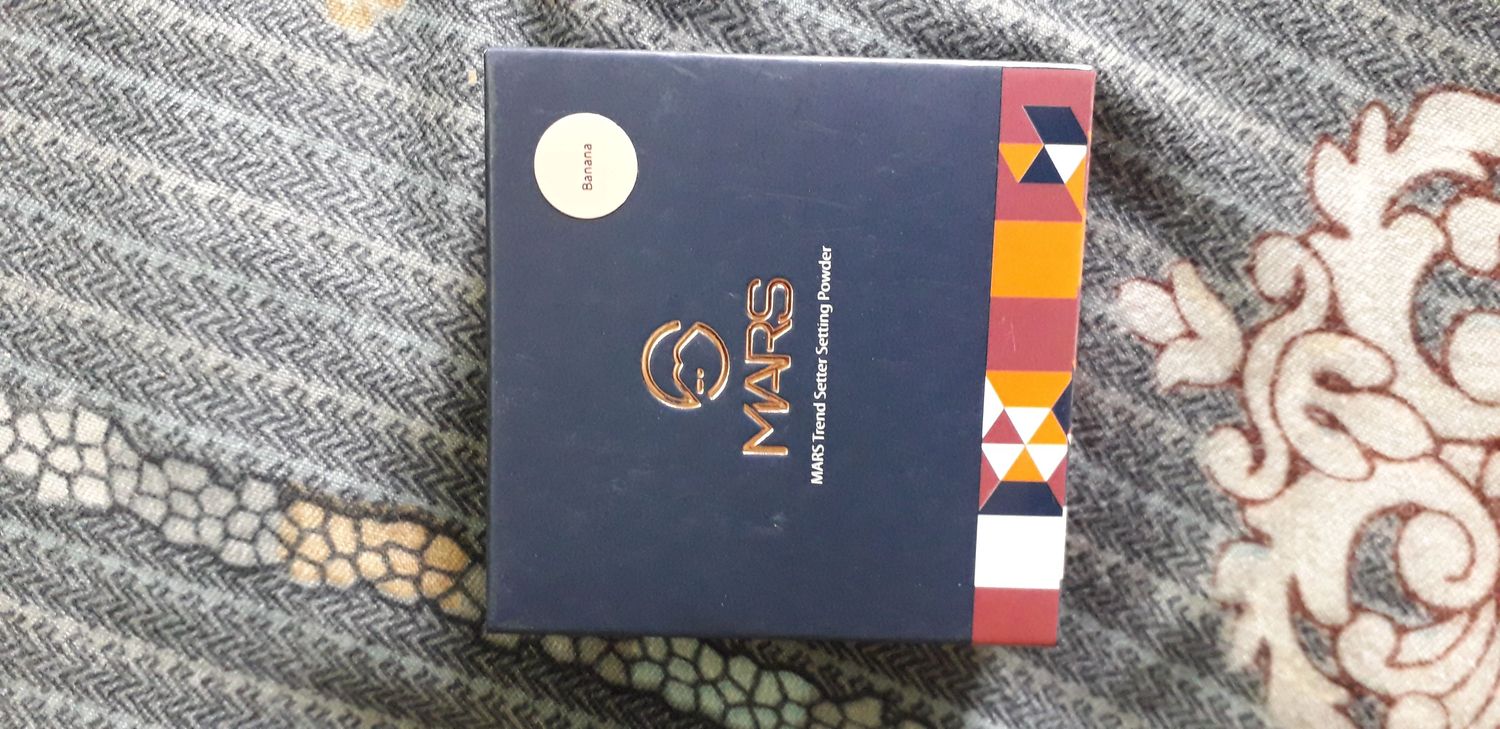 Banana
MARS
MARS Trend Setter Setting Powder